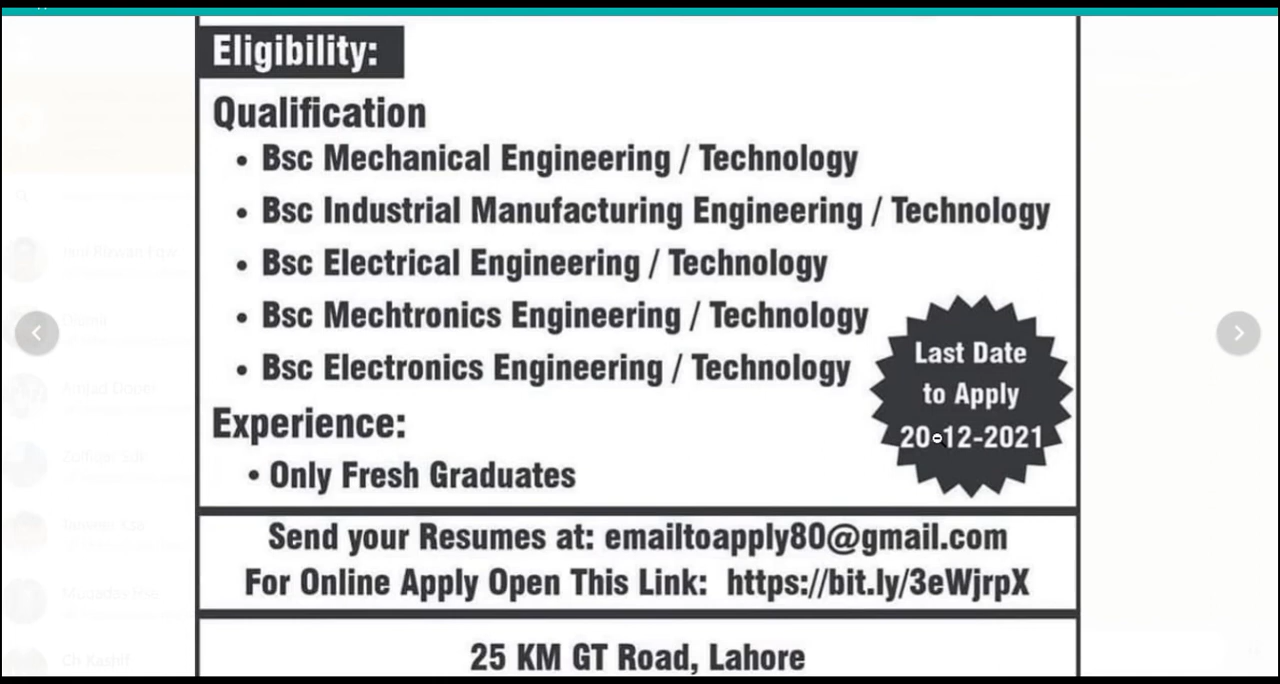 Eligibility:
Qualification
• Bsc Mechanical Engineering / Technology
• Bsc Industrial Manufacturing Engineering / Technology
• Bsc Electrical Engineering / Technology
• Bsc Mechtronics Engineering / Technology
• Bsc Electronics Engineering / Technology
Last Date
to Apply
20-12-2021
Experience:
• Only Fresh Graduates
Send your Resumes at: emailtoapply80@gmail.com
For Online Apply Open This Link: https://bit.ly/3eWjrpX
25 KM GT Road, Lahore
Ch Kashif